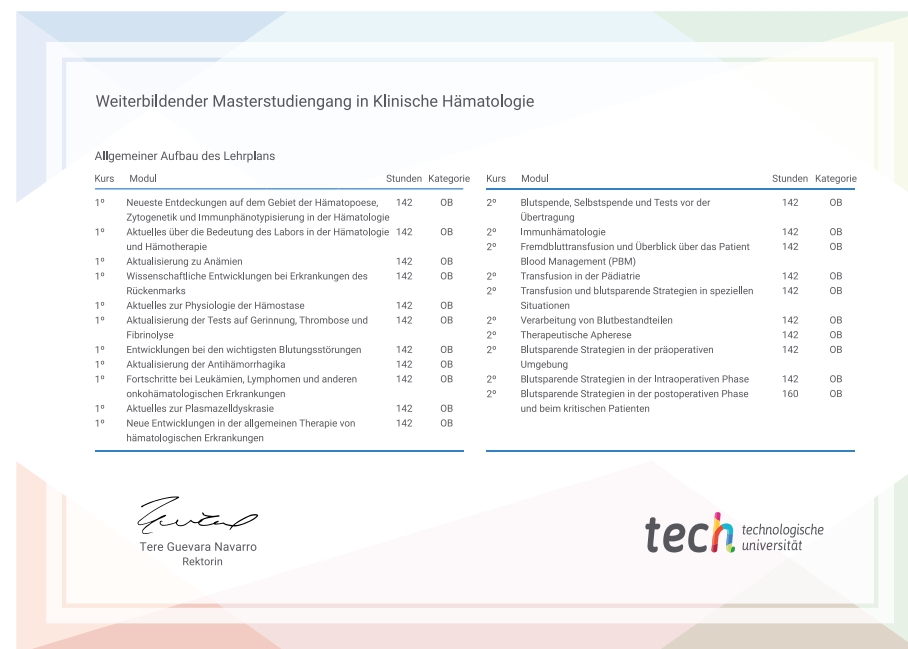 Weiterbildender Masterstudiengang in Klinische Hämatologie
Allgemeiner Aufbau des Lehrplans
Kurs Modul Stunden Kategorie
1º Neueste Entdeckungen auf dem Gebiet der Hämatopoese, 142 OB
Zytogenetik und Immunphänotypisierung in der Hämatologie
1º Aktuelles über die Bedeutung des Labors in der Hämatologie 142 OB
und Hämotherapie
1º Aktualisierung zu Anämien 142 OB
1º Wissenschaftliche Entwicklungen bei Erkrankungen des 142 OB
Rückenmarks
1º Aktuelles zur Physiologie der Hämostase 142 OB
1º Aktualisierung der Tests auf Gerinnung, Thrombose und 142 OB
Fibrinolyse
1º Entwicklungen bei den wichtigsten Blutungsstörungen 142 OB
1º Aktualisierung der Antihämorrhagika 142 OB
1º Fortschritte bei Leukämien, Lymphomen und anderen 142 OB
onkohämatologischen Erkrankungen
1º Aktuelles zur Plasmazelldyskrasie 142 OB
1º Neue Entwicklungen in der allgemeinen Therapie von 142 OB
hämatologischen Erkrankungen
Kurs Modul Stunden Kategorie
2º Blutspende, Selbstspende und Tests vor der 142 OB
Übertragung
2º Immunhämatologie 142 OB
2º Fremdbluttransfusion und Überblick über das Patient 142 OB
Blood Management (PBM)
2º Transfusion in der Pädiatrie 142 OB
2º Transfusion und blutsparende Strategien in speziellen 142 OB
Situationen
2º Verarbeitung von Blutbestandteilen 142 OB
2º Therapeutische Apherese 142 OB
2º Blutsparende Strategien in der präoperativen 142 OB
Umgebung
2º Blutsparende Strategien in der Intraoperativen Phase 142 OB
2º Blutsparende Strategien in der postoperativen Phase 160 OB
und beim kritischen Patienten
Tere Guevara Navarro
Rektorin
tech technologische
universität